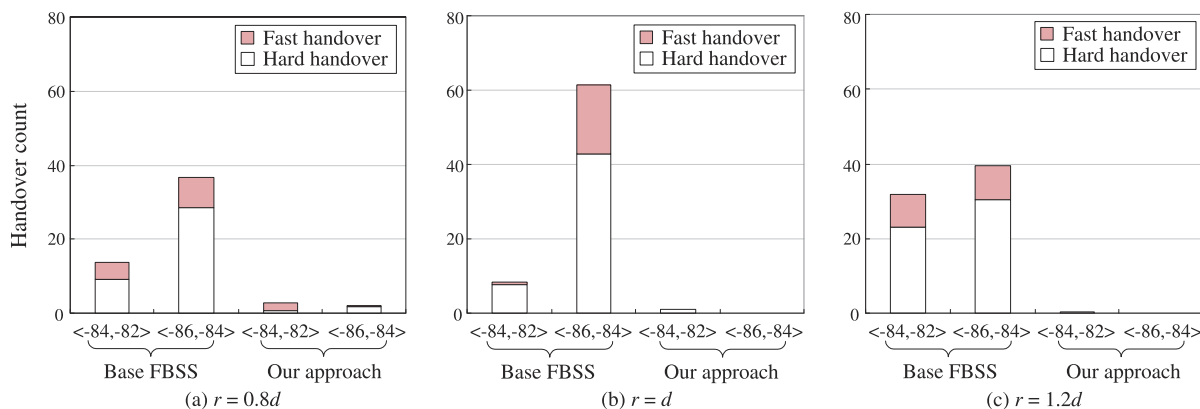 80
60
40
20
0
Handover count
Fast handover
Hard handover
<-84,-82> <-86,-84> <-84,-82> <-86,-84>
Base FBSS Our approach
(a) r = 0.8d
80
60
40
20
0
Fast handover
Hard handover
<-84,-82> <-86,-84> <-84,-82> <-86,-84>
Base FBSS Our approach
(b) r = d
80
60
40
20
0
Fast handover
Hard handover
<-84,-82> <-86,-84> <-84,-82> <-86,-84>
Base FBSS Our approach
(c) r = 1.2d